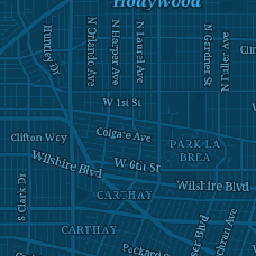 Hollywood
Huntley Dr
N Orlando Ave
N Harper Ave
N Laurel Ave
N Gardner St
N Fuller Ave
W 1st St
Clifton Way
Colgate Ave
PARK LA
BREA
Wilshire Blvd
W 6th St
S Clark Dr
CARTHAY
Wilshire Blvd
CARTHAY